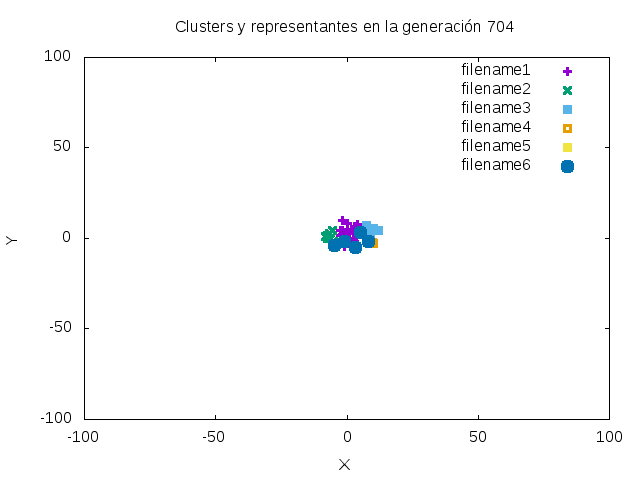 Clusters y representantes en la generación 704
100
50
0
-50
-100
-100
-50
0
50
100
Y
X
filename1
filename2
filename3
filename4
filename5
filename6